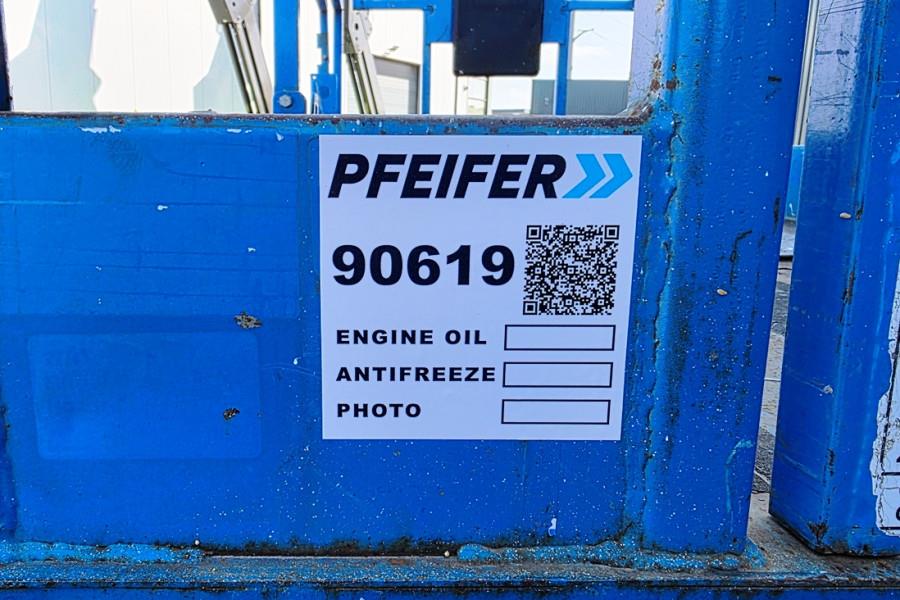 PFEIFER
90619
ENGINE OIL
ANTIFREEZE
PHOTO